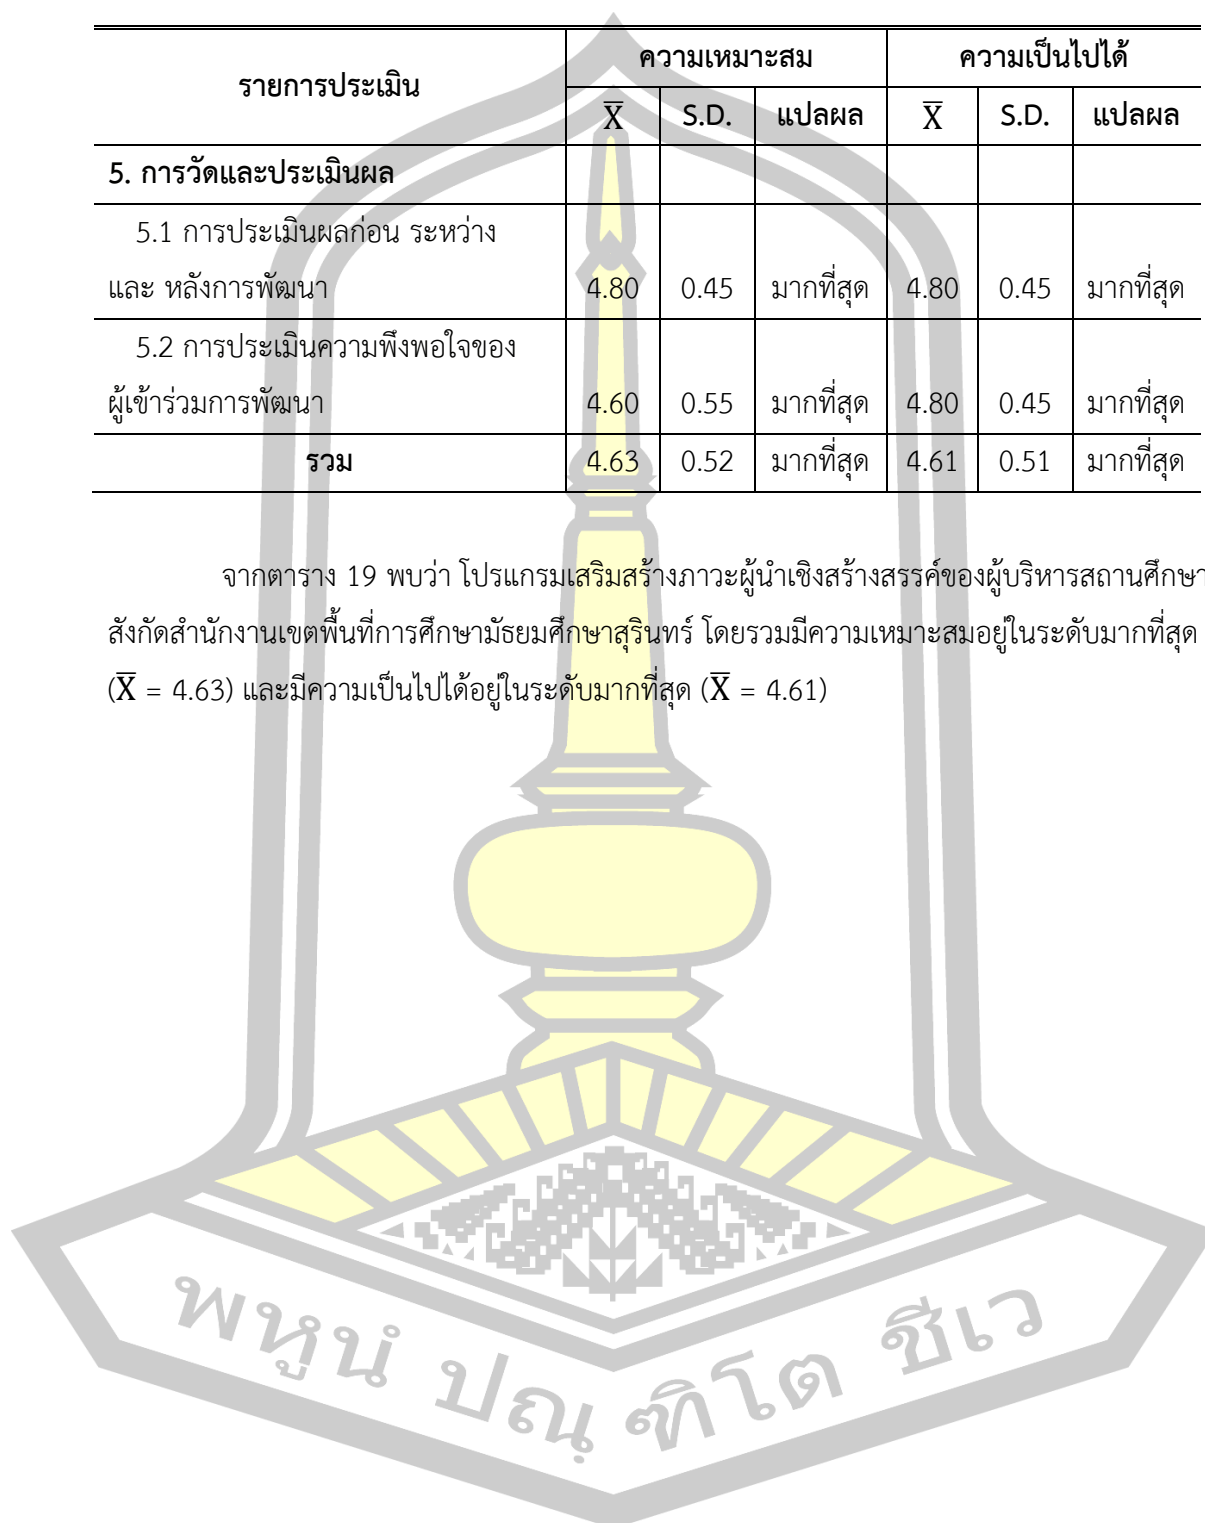 รายการประเมิน ความเหมาะสม ความเป็นไปได้
X̅ S.D. แปลผล X̅ S.D. แปลผล
5. การวัดและประเมินผล
5.1 การประเมินผลก่อน ระหว่าง
และ หลังการพัฒนา 4.80 0.45 มากที่สุด 4.80 0.45 มากที่สุด
5.2 การประเมินความพึงพอใจของ
ผู้เข้าร่วมการพัฒนา 4.60 0.55 มากที่สุด 4.80 0.45 มากที่สุด
รวม 4.63 0.52 มากที่สุด 4.61 0.51 มากที่สุด
จากตาราง 19 พบว่า โปรแกรมเสริมสร้างภาวะผู้นำเชิงสร้างสรรค์ของผู้บริหารสถานศึกษา
สังกัดสำนักงานเขตพื้นที่การศึกษามัธยมศึกษาสุรินทร์ โดยรวมมีความเหมาะสมอยู่ในระดับมากที่สุด
(X̅ = 4.63) และมีความเป็นไปได้อยู่ในระดับมากที่สุด (X̅ = 4.61)
พหูนํ ปณฺ ฑิโต ชีเว